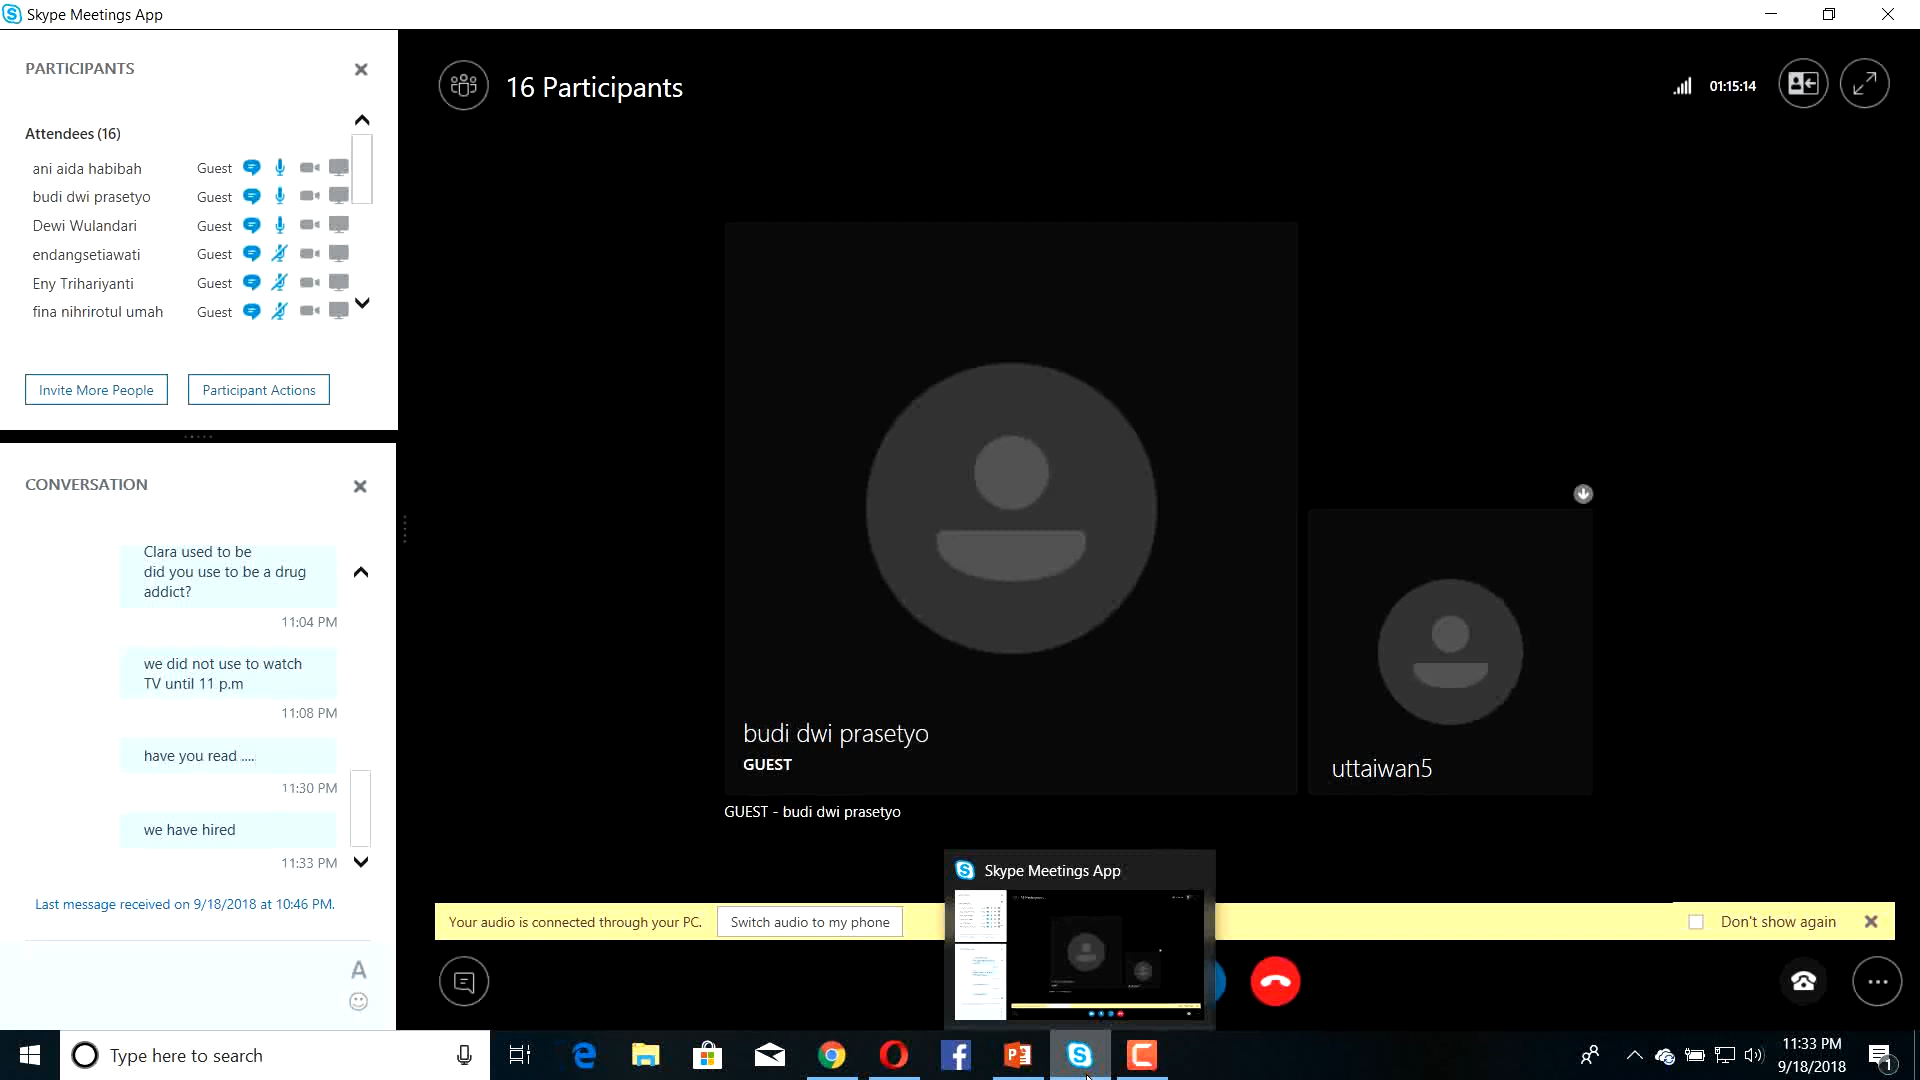 Skype Meetings App
PARTICIPANTS
Attendees (16)
ani aida habibah Guest
budi dwi prasetyo Guest
Dewi Wulandari Guest
endangsetiawati Guest
Eny Trihariyanti Guest
fina nihrirotul umah Guest
Invite More People
Participant Actions
CONVERSATION
Clara used to be
did you use to be a drug
addict?
11:04 PM
we did not use to watch
TV until 11 p.m
11:08 PM
have you read .....
11:30 PM
we have hired
11:33 PM
Last message received on 9/18/2018 at 10:46 PM.
A
16 Participants
01:15:14
budi dwi prasetyo
GUEST
GUEST - budi dwi prasetyo
uttaiwan5
Skype Meetings App
Your audio is connected through your PC.
Switch audio to my phone
Don't show again
Type here to search
11:33 PM
9/18/2018
1